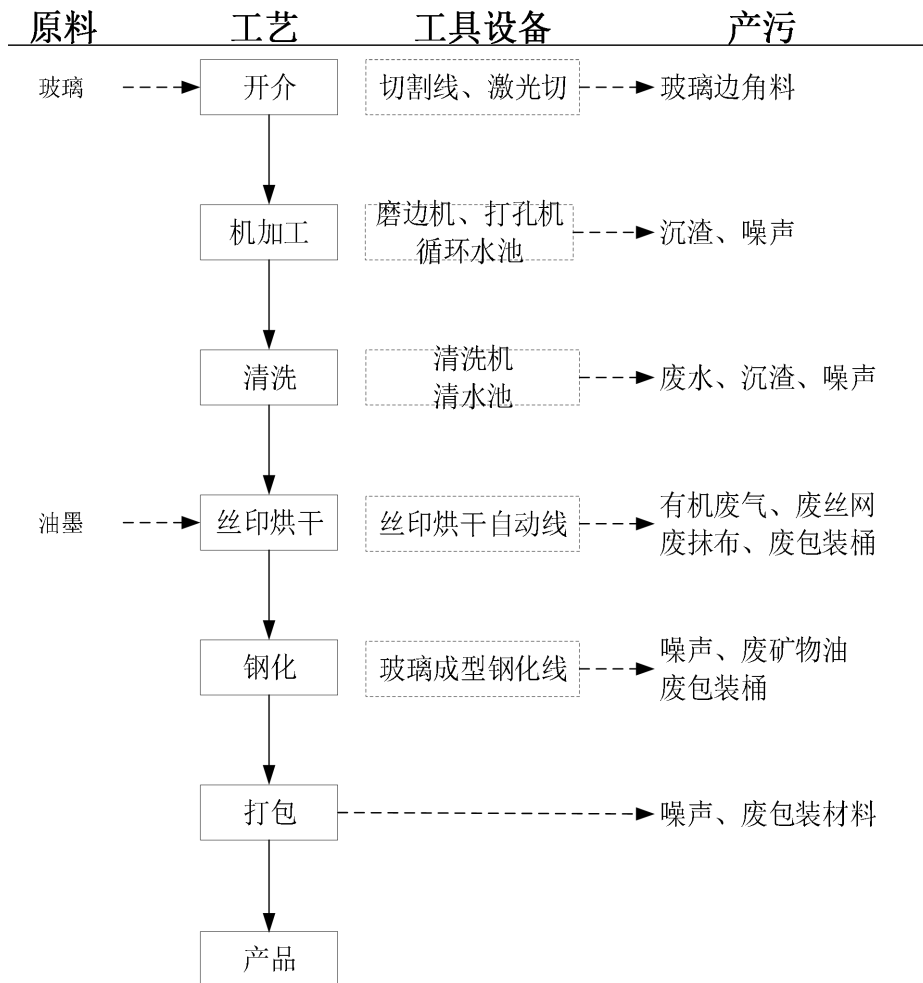 原料 工艺 工具设备 产污
玻璃 开介 切割线、激光切 玻璃边角料
机加工 磨边机、打孔机
循环水池 沉渣、噪声
清洗 清洗机
清水池 废水、沉渣、噪声
油墨 丝印烘干 丝印烘干自动线 有机废气、废丝网
废抹布、废包装桶
钢化 玻璃成型钢化线 噪声、废矿物油
废包装桶
打包 噪声、废包装材料
产品